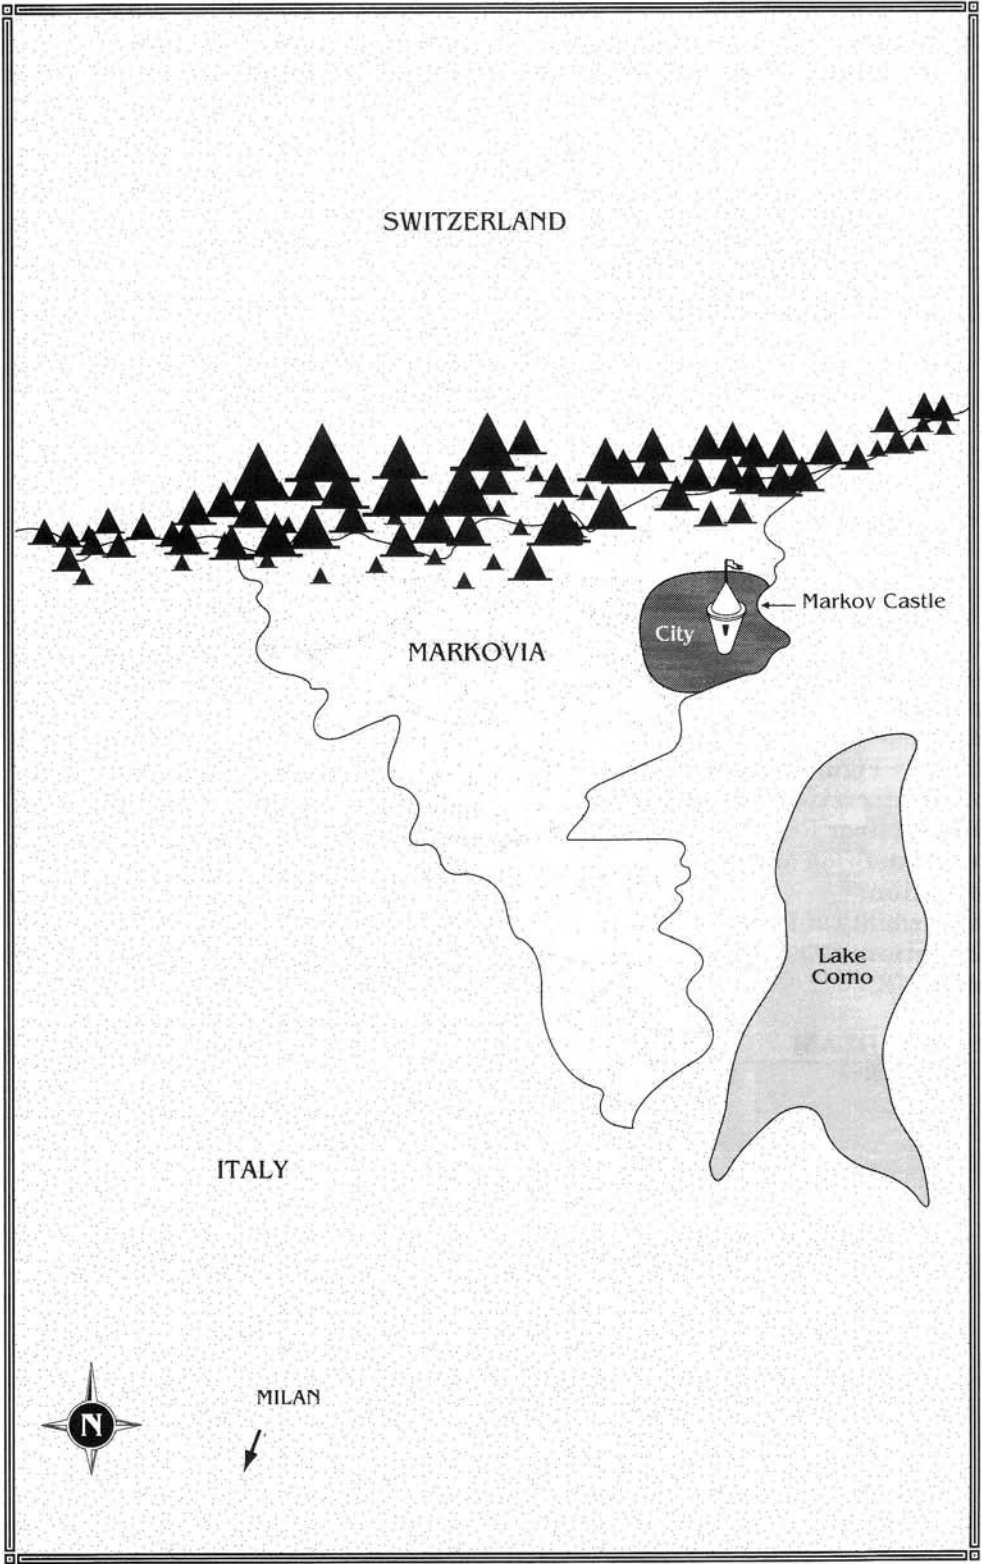 SWITZERLAND
Markov Castle
City
MARKOVIA
Lake
Como
ITALY
MILAN
N